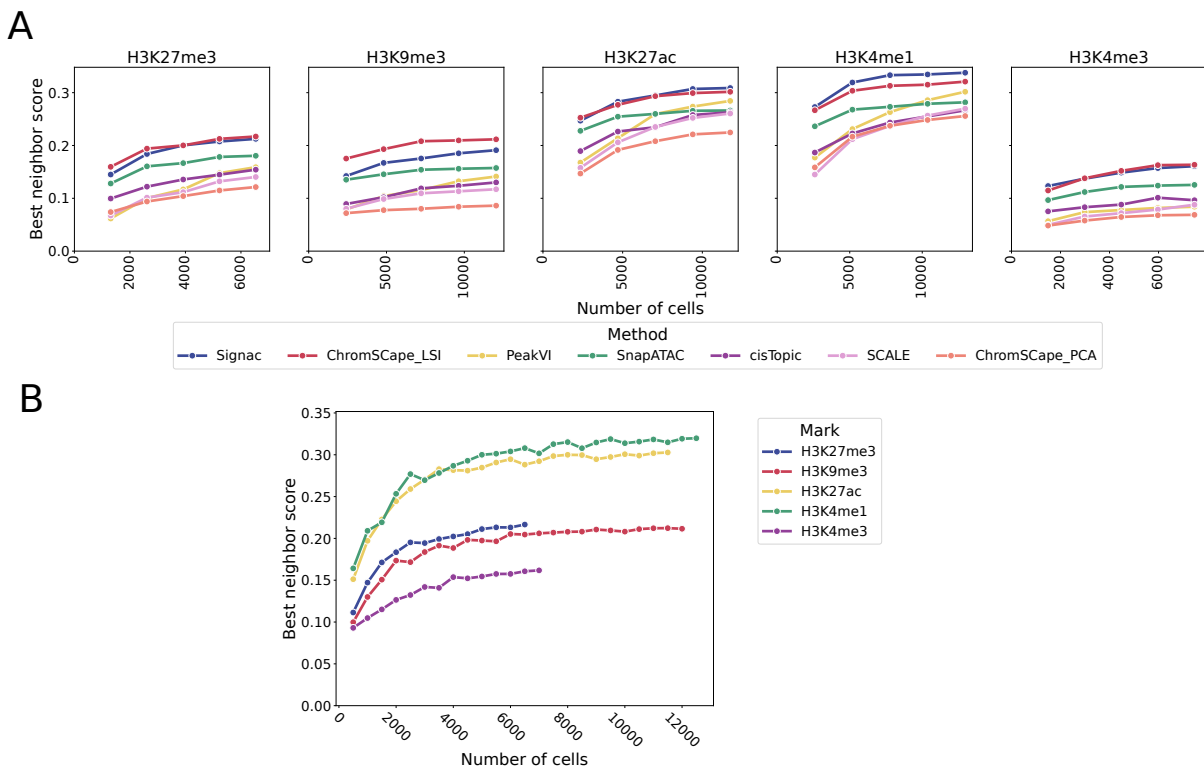 A
H3K27me3
H3K9me3
H3K27ac
H3K4me1
H3K4me3
Best neighbor score
0.3
0.2
0.1
0.0
0
2000
4000
6000
0
5000
10000
0
5000
10000
0
5000
10000
0
2000
4000
6000
Number of cells
Method
Signac
ChromSCape_LSI
PeakVI
SnapATAC
cisTopic
SCALE
ChromSCape_PCA
B
Best neighbor score
0.35
0.30
0.25
0.20
0.15
0.10
0.05
0.00
0
2000
4000
6000
8000
10000
12000
Number of cells
Mark
H3K27me3
H3K9me3
H3K27ac
H3K4me1
H3K4me3